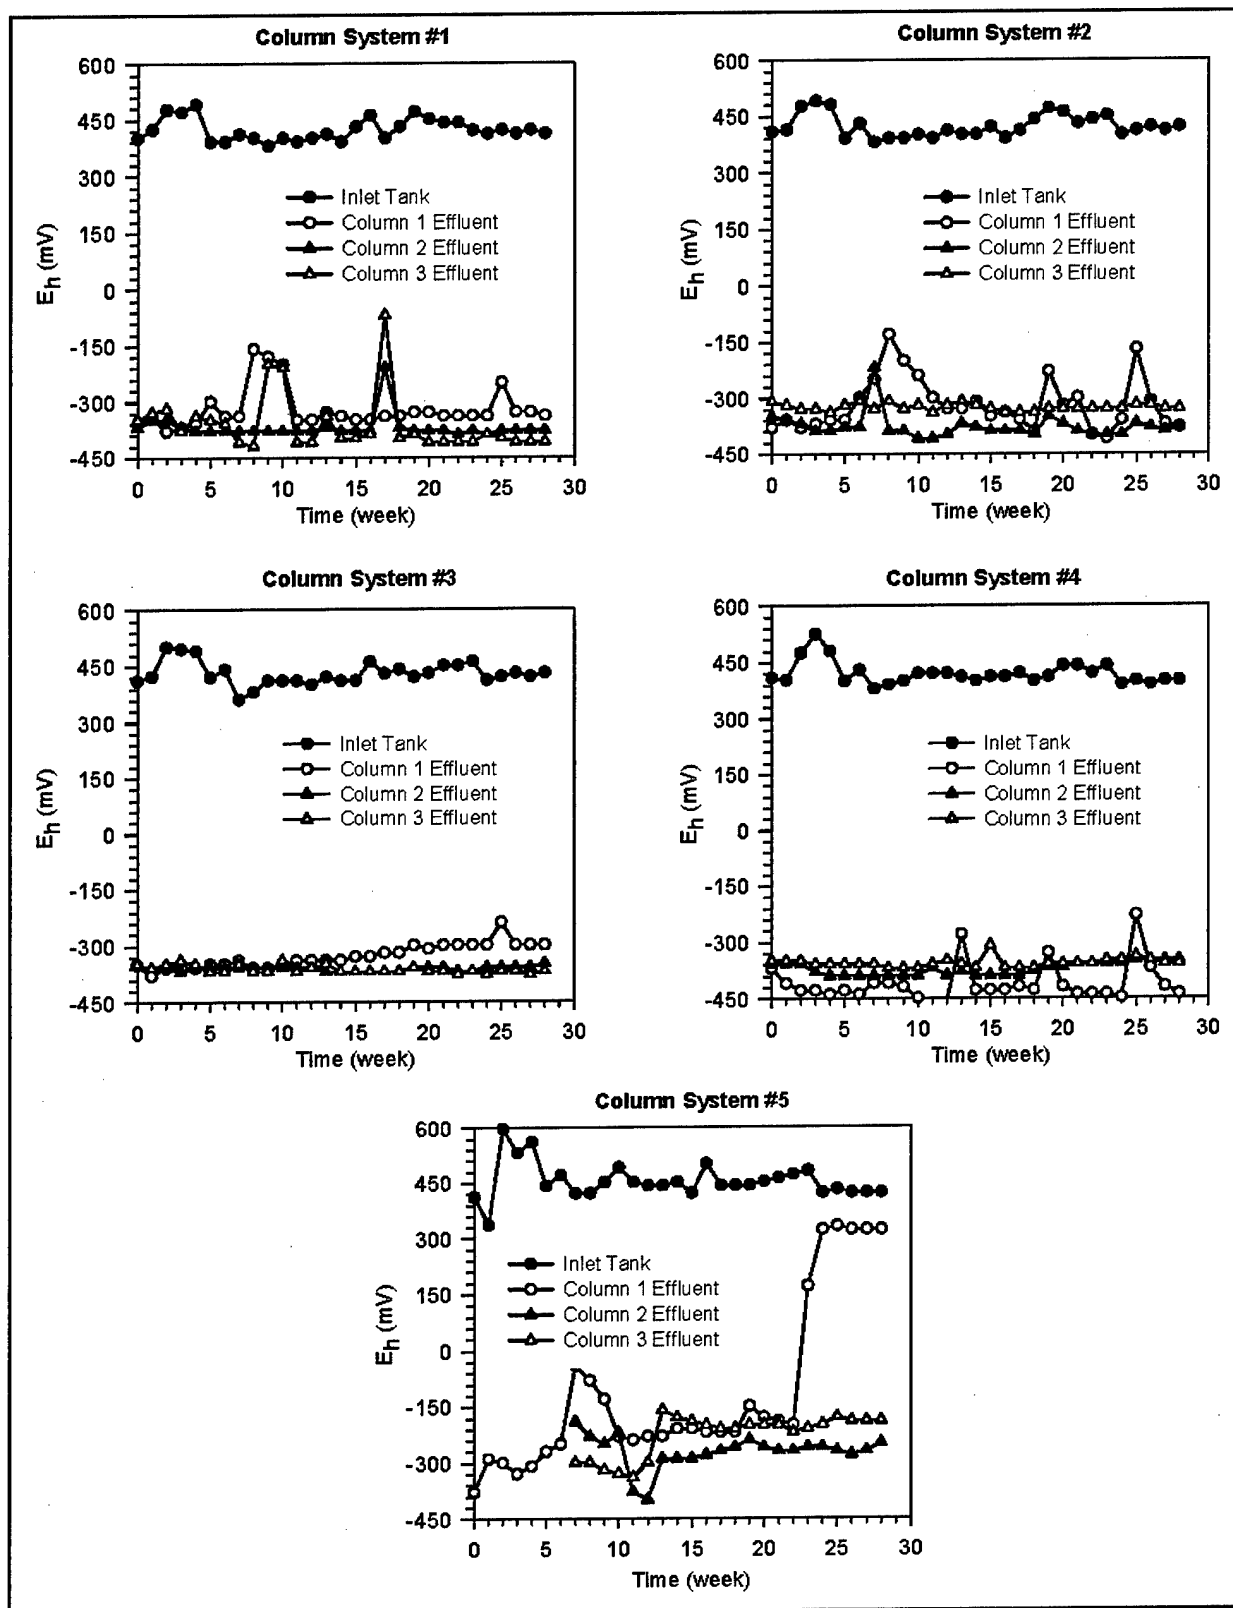 Column System #1
600
450
300
150
0
-150
-300
-450
E_h (mV)
Inlet Tank
Column 1 Effluent
Column 2 Effluent
Column 3 Effluent
0 5 10 15 20 25 30
Time (week)
Column System #2
600
450
300
150
0
-150
-300
-450
E_h (mV)
Inlet Tank
Column 1 Effluent
Column 2 Effluent
Column 3 Effluent
0 5 10 15 20 25 30
Time (week)
Column System #3
600
450
300
150
0
-150
-300
-450
E_h (mV)
Inlet Tank
Column 1 Effluent
Column 2 Effluent
Column 3 Effluent
0 5 10 15 20 25 30
Time (week)
Column System #4
600
450
300
150
0
-150
-300
-450
E_h (mV)
Inlet Tank
Column 1 Effluent
Column 2 Effluent
Column 3 Effluent
0 5 10 15 20 25 30
Time (week)
Column System #5
600
450
300
150
0
-150
-300
-450
E_h (mV)
Inlet Tank
Column 1 Effluent
Column 2 Effluent
Column 3 Effluent
0 5 10 15 20 25 30
Time (week)